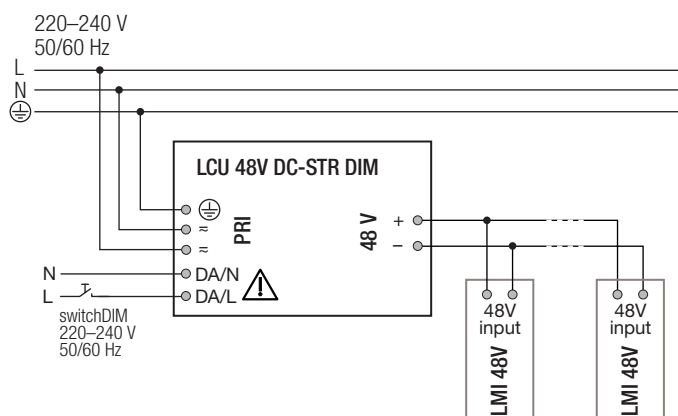 220–240 V
50/60 Hz
L
N
LCU 48V DC-STR DIM
PRI
≂
≂
48 V
+
−
N
DA/N
L
DA/L
switchDIM
220–240 V
50/60 Hz
48V
input
LMI 48V
48V
input
LMI 48V